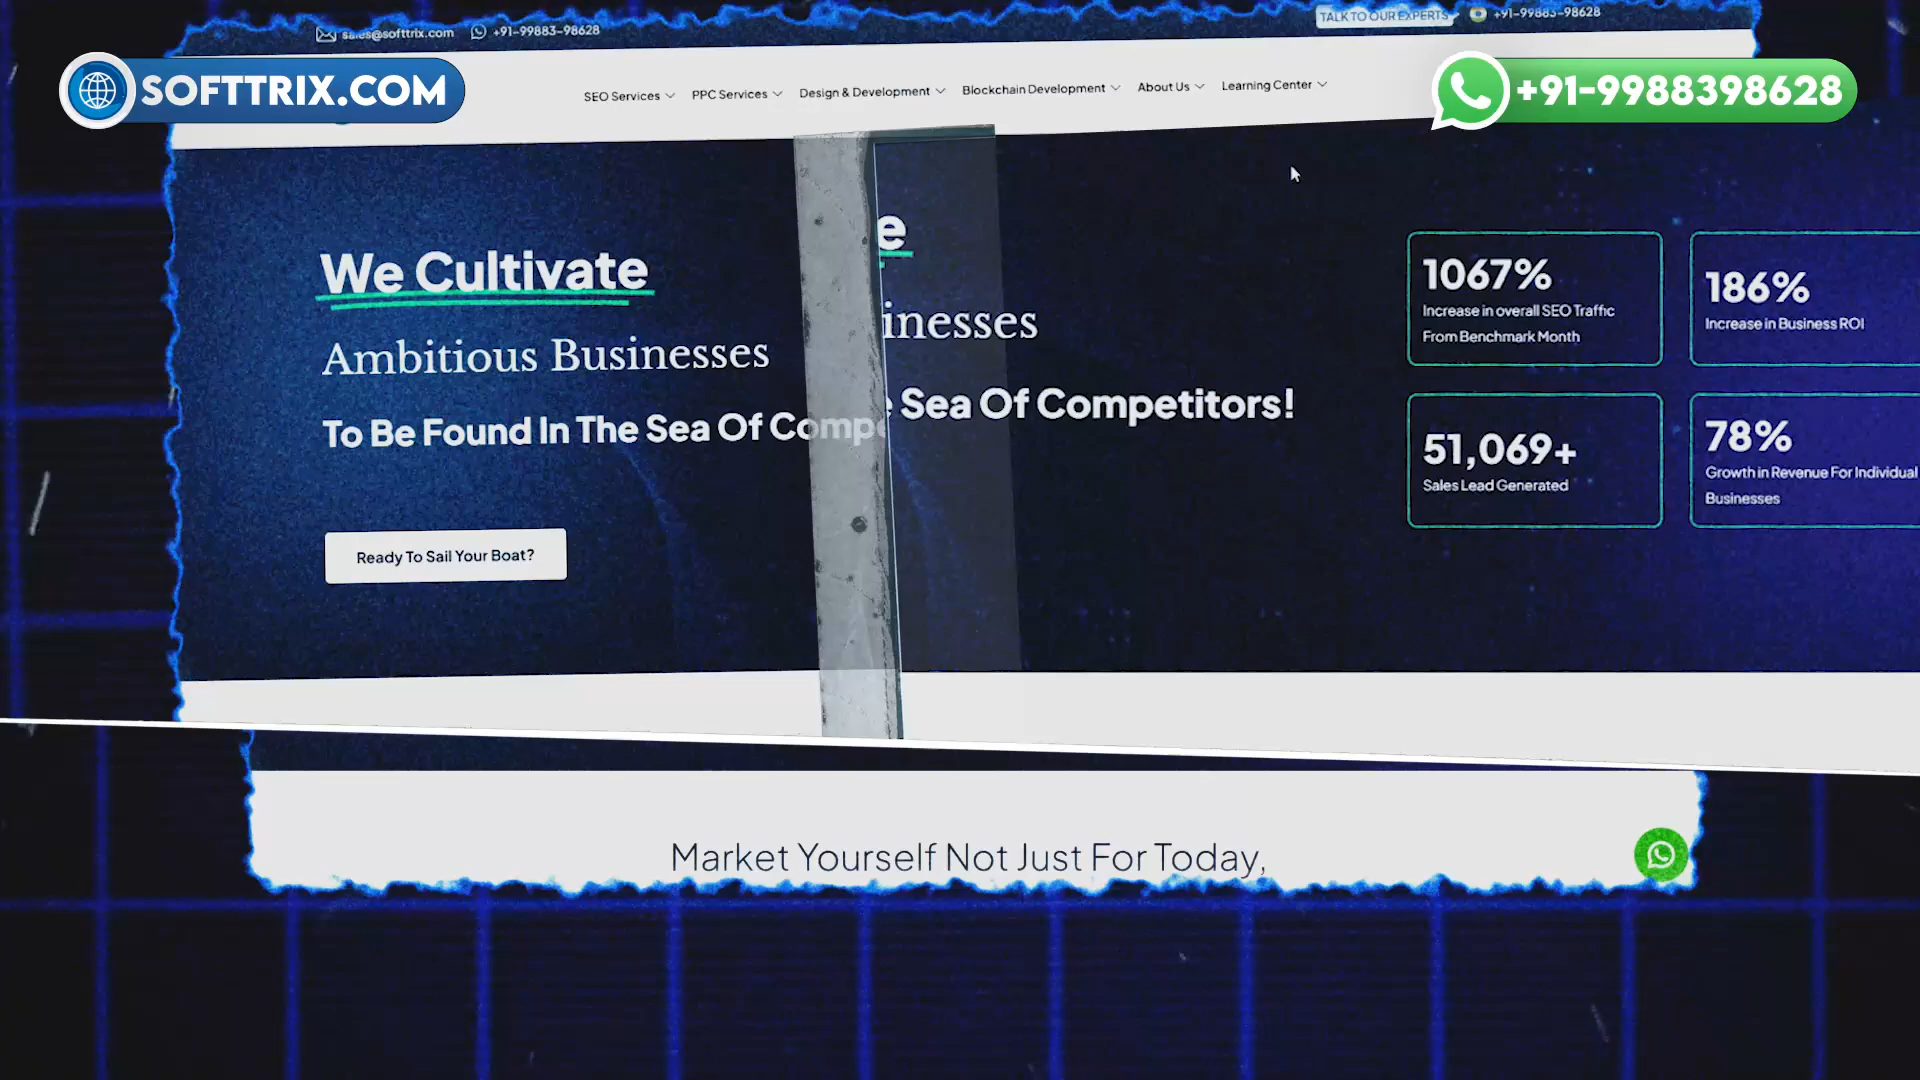 sales@softtrix.com
+91-99883-98628
TALK TO OUR EXPERTS
+91-99883-98628
SOFTTRIX.COM
SEO Services
PPC Services
Design & Development
Blockchain Development
About Us
Learning Center
+91-9988398628
We Cultivate
Ambitious Businesses
To Be Found In The Sea Of Compe
Ready To Sail Your Boat?
e
inesses
e Sea Of Competitors!
1067%
Increase in overall SEO Traffic
From Benchmark Month
186%
Increase in Business ROI
51,069+
Sales Lead Generated
78%
Growth in Revenue For Individual
Businesses
Market Yourself Not Just For Today,